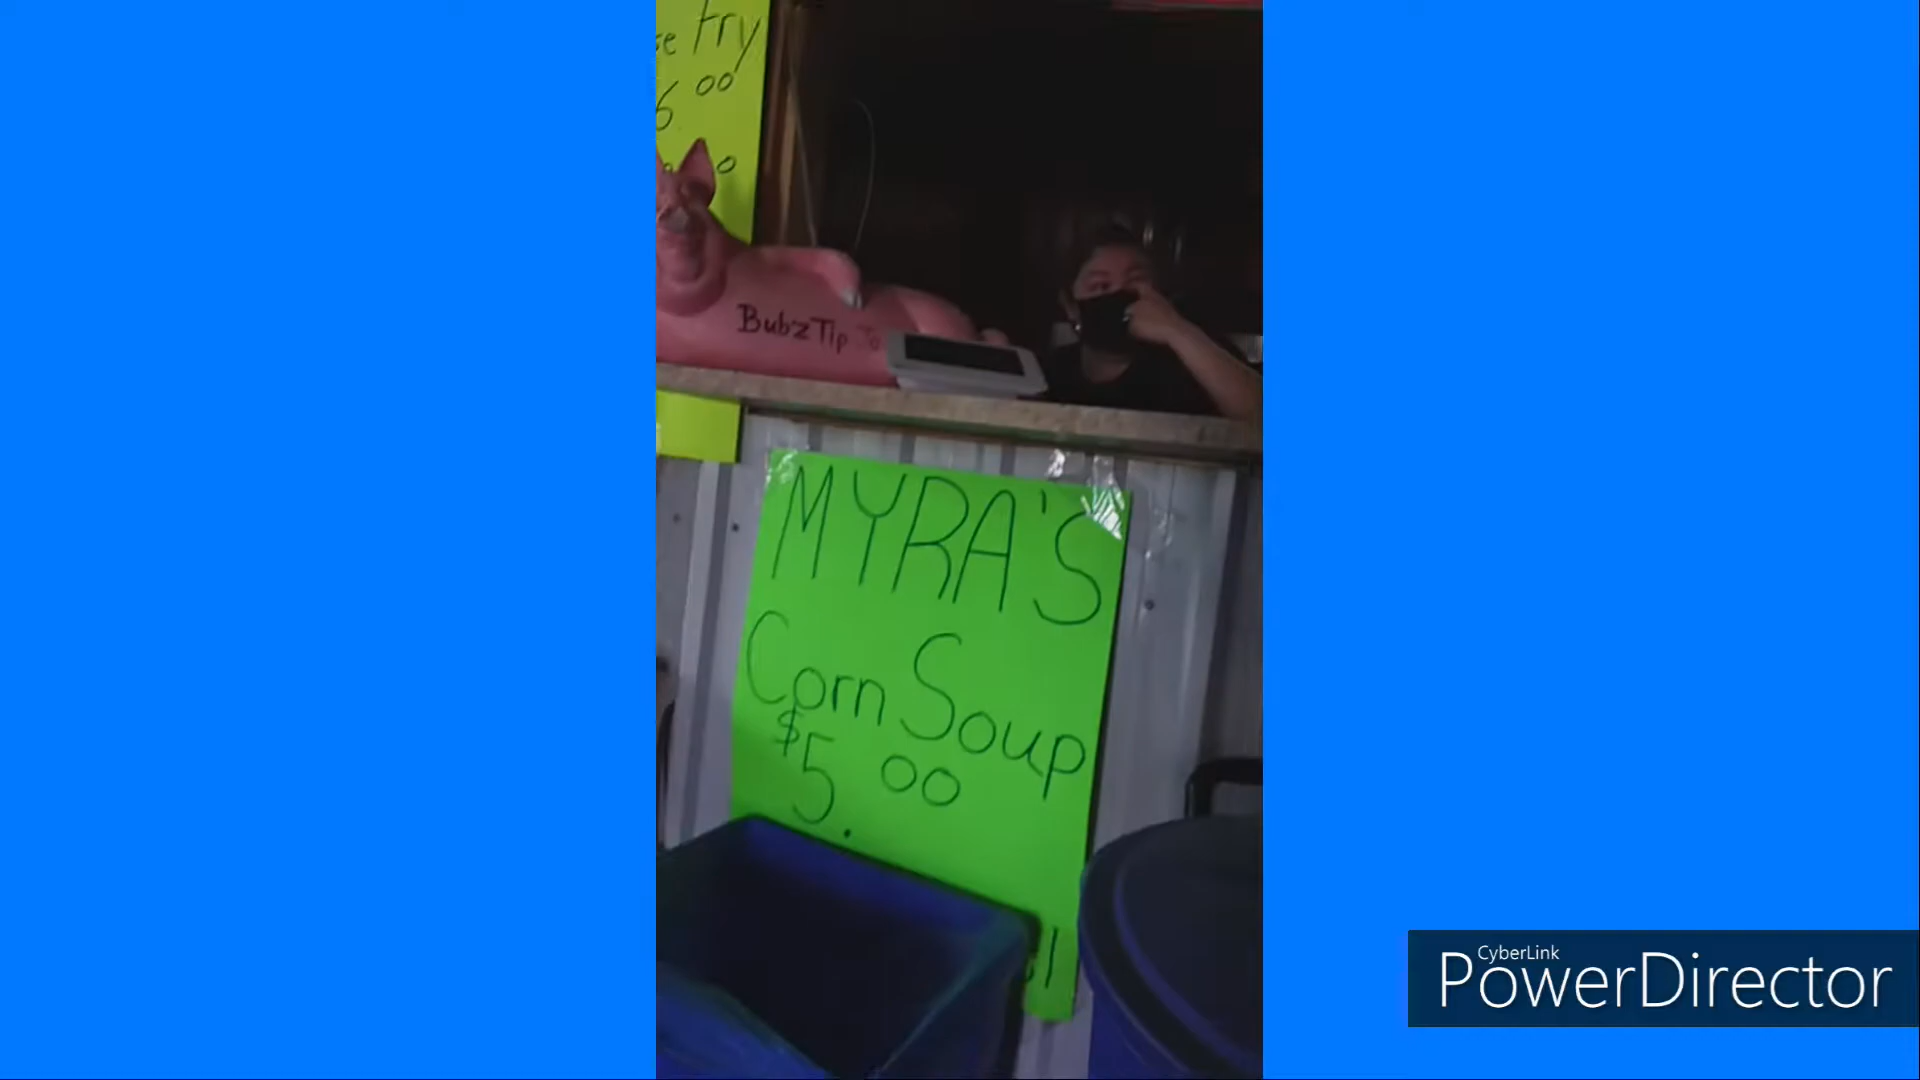 Fry
6.00
Bubz Tip
MYRA'S
Corn Soup
$5.00
CyberLink
PowerDirector